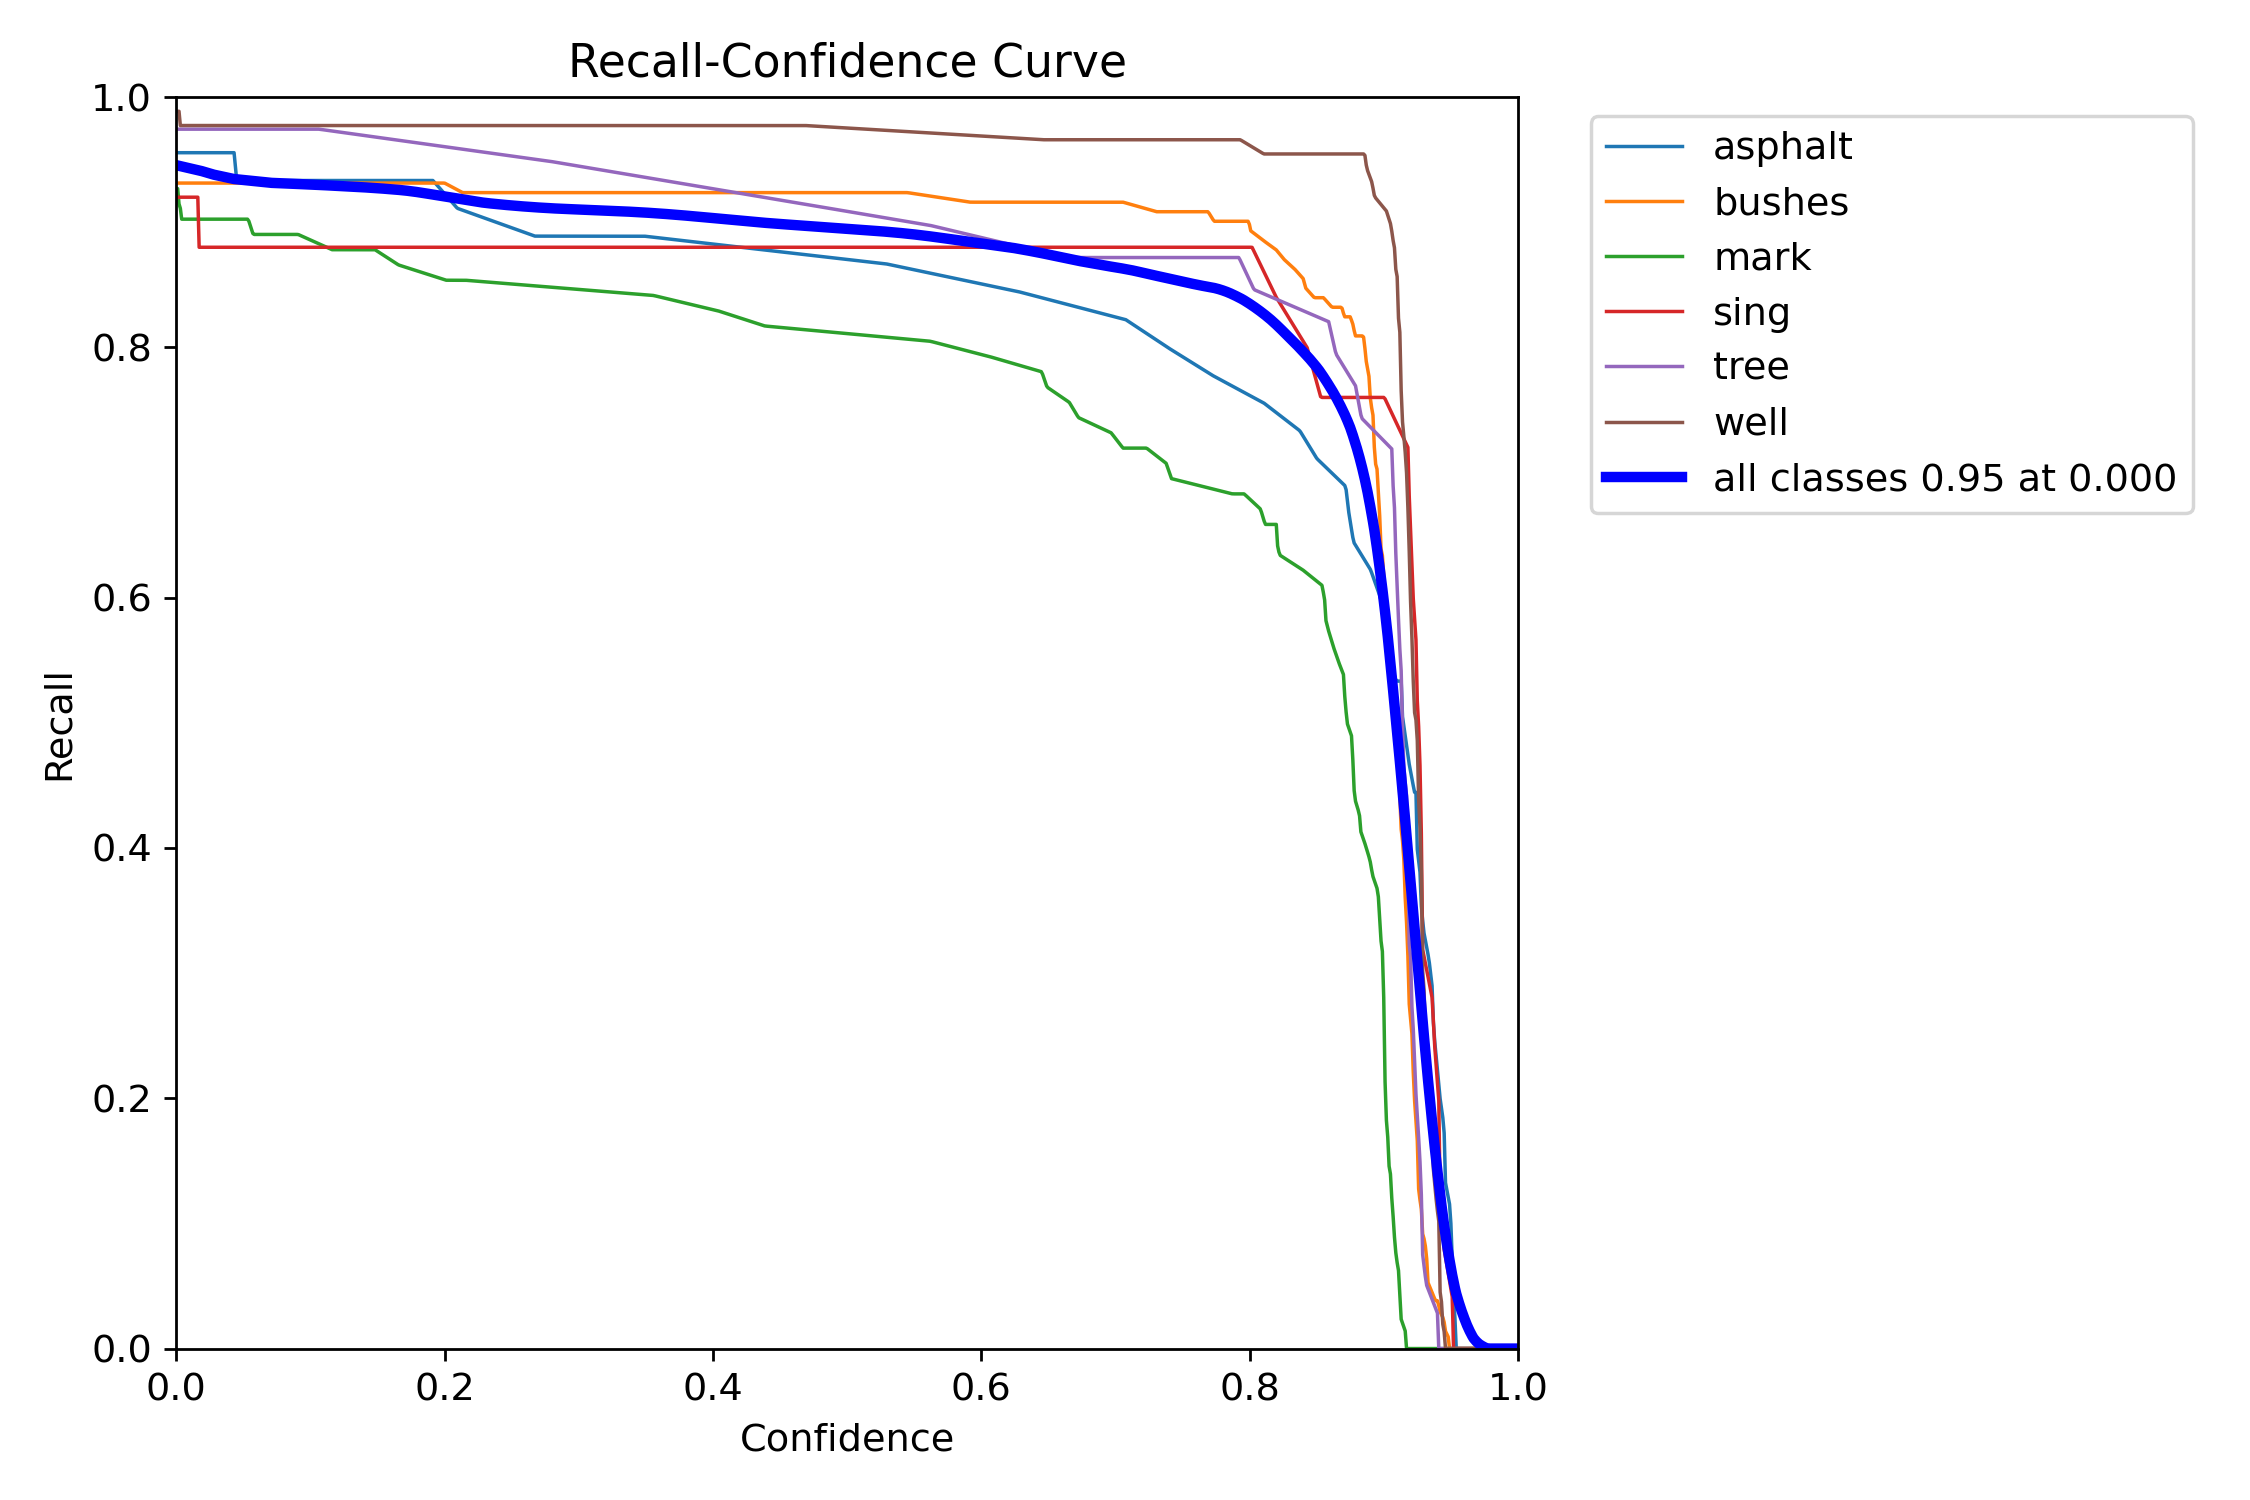 Recall-Confidence Curve
1.0
0.8
0.6
0.4
0.2
0.0
Recall
0.0 0.2 0.4 0.6 0.8 1.0
Confidence
asphalt
bushes
mark
sing
tree
well
all classes 0.95 at 0.000